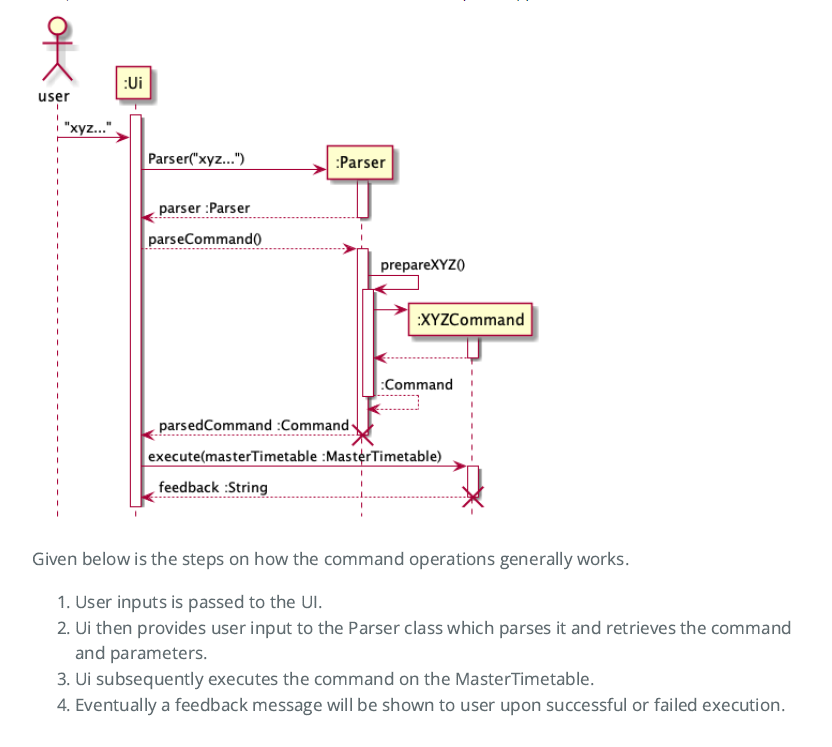 user
:Ui
"xyz..."
Parser("xyz...")
:Parser
parser :Parser
parseCommand()
prepareXYZ()
:XYZCommand
:Command
parsedCommand :Command
execute(masterTimetable :MasterTimetable)
feedback :String
Given below is the steps on how the command operations generally works.
1. User inputs is passed to the UI.
2. Ui then provides user input to the Parser class which parses it and retrieves the command
and parameters.
3. Ui subsequently executes the command on the MasterTimetable.
4. Eventually a feedback message will be shown to user upon successful or failed execution.